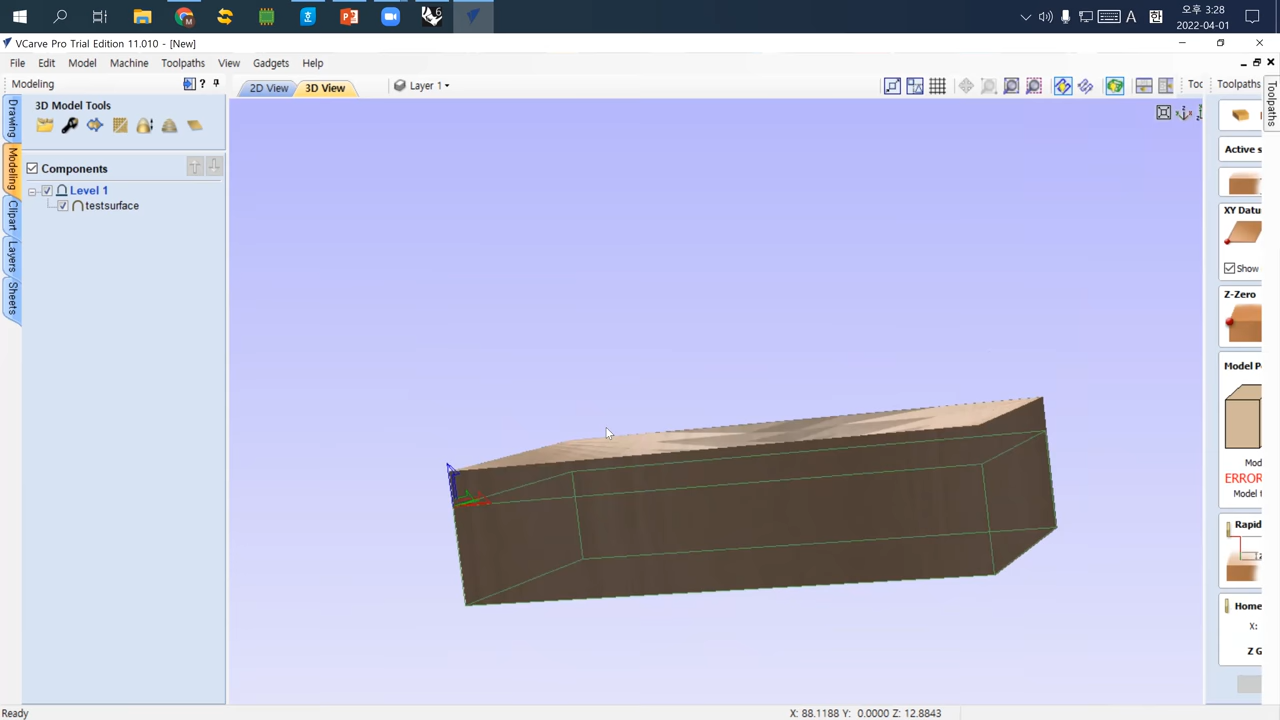 6
A
한
오후 3:28
2022-04-01
VCarve Pro Trial Edition 11.010 - [New]
File Edit Model Machine Toolpaths View Gadgets Help
Modeling
?
2D View
3D View
Layer 1
Toolpaths
Toolpaths
Drawing
Modeling
Clipart
Layers
Sheets
3D Model Tools
Components
Level 1
testsurface
Active s
XY Datu
Show
Z-Zero
Model P
Mod
ERROR
Model t
Rapid
Home
X:
Z G
Ready
X: 88.1188 Y: 0.0000 Z: 12.8843